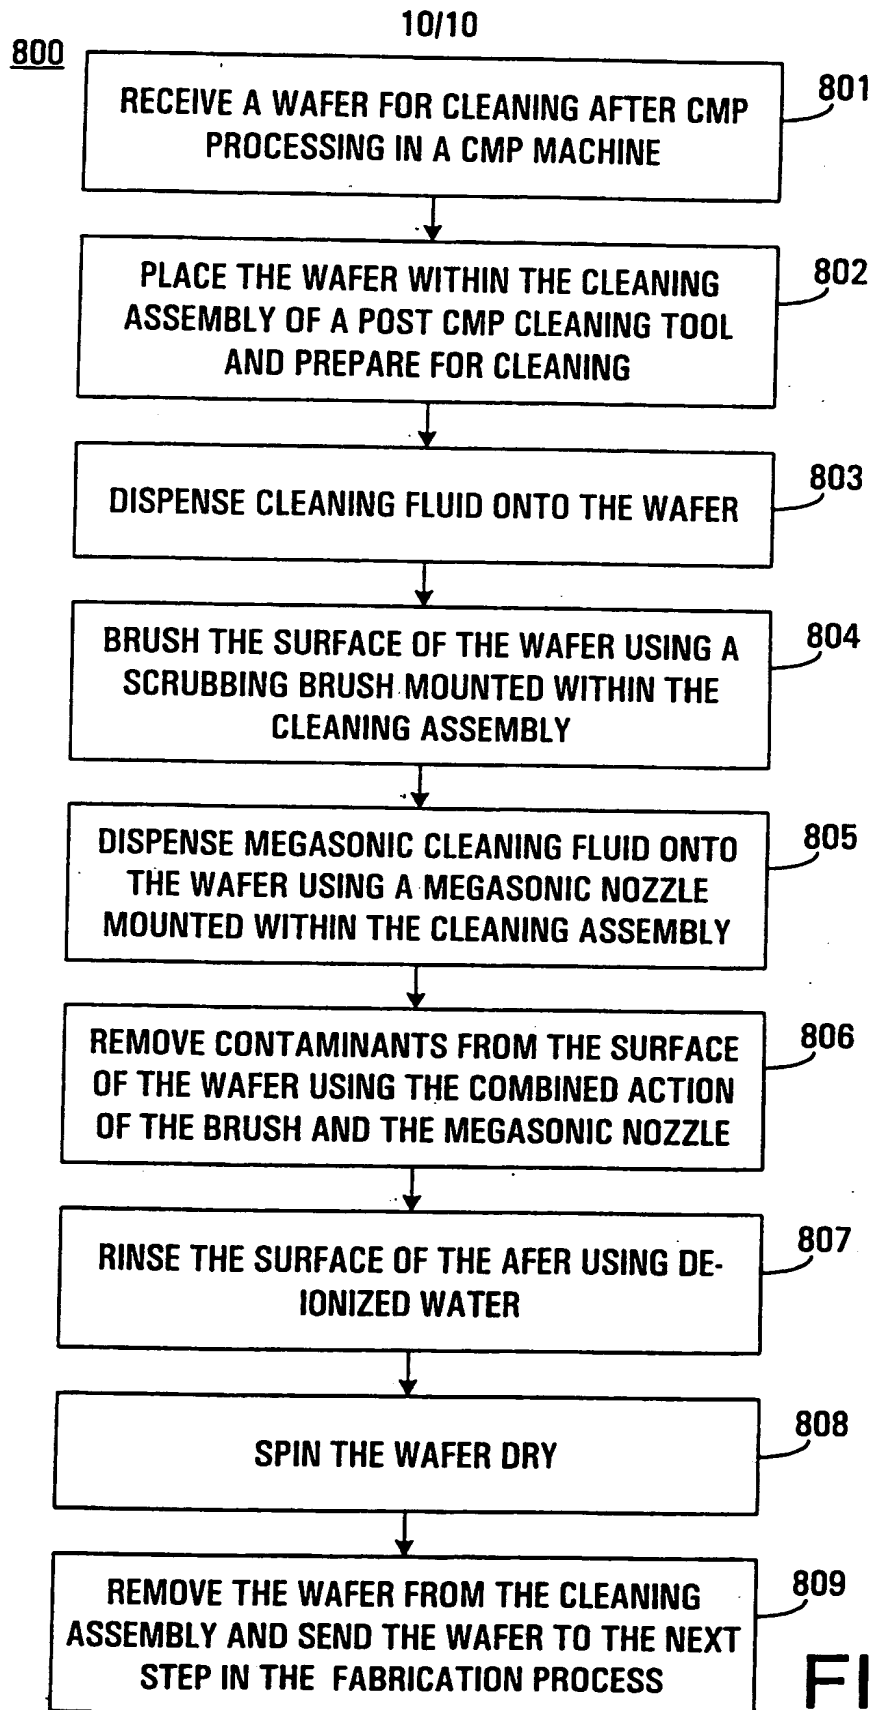 10/10
800
RECEIVE A WAFER FOR CLEANING AFTER CMP
PROCESSING IN A CMP MACHINE
801
PLACE THE WAFER WITHIN THE CLEANING
ASSEMBLY OF A POST CMP CLEANING TOOL
AND PREPARE FOR CLEANING
802
DISPENSE CLEANING FLUID ONTO THE WAFER
803
BRUSH THE SURFACE OF THE WAFER USING A
SCRUBBING BRUSH MOUNTED WITHIN THE
CLEANING ASSEMBLY
804
DISPENSE MEGASONIC CLEANING FLUID ONTO
THE WAFER USING A MEGASONIC NOZZLE
MOUNTED WITHIN THE CLEANING ASSEMBLY
805
REMOVE CONTAMINANTS FROM THE SURFACE
OF THE WAFER USING THE COMBINED ACTION
OF THE BRUSH AND THE MEGASONIC NOZZLE
806
RINSE THE SURFACE OF THE AFER USING DE-
IONIZED WATER
807
SPIN THE WAFER DRY
808
REMOVE THE WAFER FROM THE CLEANING
ASSEMBLY AND SEND THE WAFER TO THE NEXT
STEP IN THE FABRICATION PROCESS
809
FI